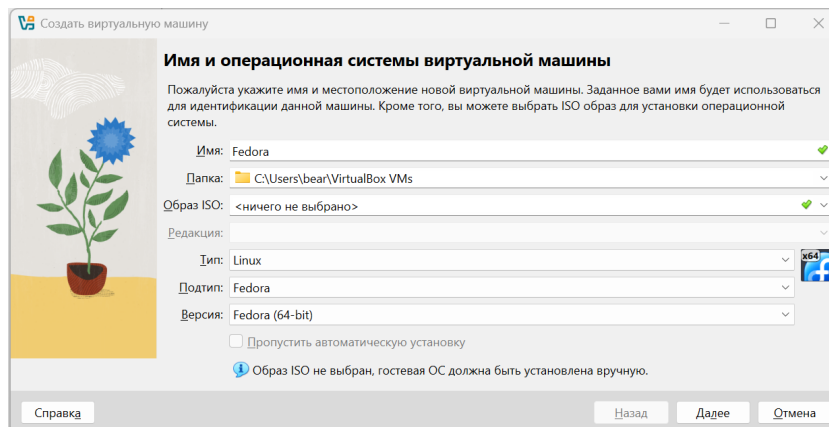 Создать виртуальную машину
Имя и операционная системы виртуальной машины
Пожалуйста укажите имя и местоположение новой виртуальной машины. Заданное вами имя будет использоваться
для идентификации данной машины. Кроме того, вы можете выбрать ISO образ для установки операционной
системы.
Имя: Fedora
Папка: C:\Users\bear\VirtualBox VMs
Образ ISO: <ничего не выбрано>
Редакция:
Тип: Linux
x64
Подтип: Fedora
Версия: Fedora (64-bit)
Пропустить автоматическую установку
Образ ISO не выбран, гостевая ОС должна быть установлена вручную.
Справка Назад Далее Отмена